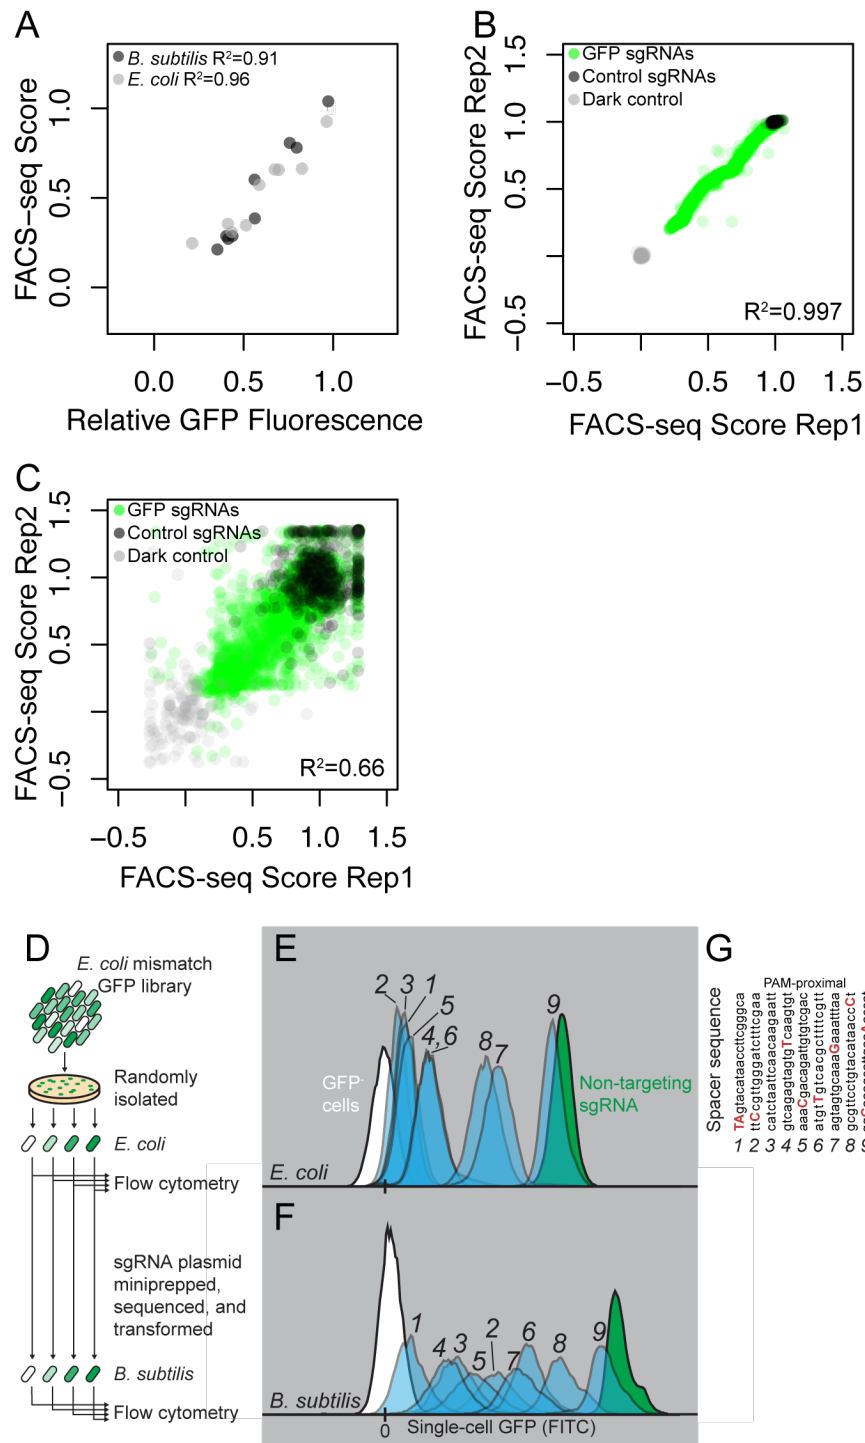 A
B. subtilis R²=0.91
E. coli R²=0.96
FACS-seq Score
0.0
0.5
1.0
0.0
0.5
1.0
Relative GFP Fluorescence
B
GFP sgRNAs
Control sgRNAs
Dark control
FACS-seq Score Rep2
−0.5
0.5
1.0
1.5
R²=0.997
−0.5
0.5
1.0
1.5
FACS-seq Score Rep1
C
GFP sgRNAs
Control sgRNAs
Dark control
FACS-seq Score Rep2
−0.5
0.5
1.0
1.5
R²=0.66
−0.5
0.5
1.0
1.5
FACS-seq Score Rep1
D
E. coli mismatch
GFP library
Randomly
isolated
E. coli
Flow cytometry
sgRNA plasmid
miniprepped,
sequenced, and
transformed
B. subtilis
Flow cytometry
E
2
3
1
5
4,6
8
7
9
GFP-
cells
Non-targeting
sgRNA
E. coli
F
1
4
3
5
2
7
6
8
9
B. subtilis
0
Single-cell GFP (FITC)
G
PAM-proximal
Spacer sequence
1 TAgtacataaccttcgggca
2 ttCcgttgggatctttcgaa
3 catctaattcaacaagaatt
4 gtcagagtagtgTcaagtgt
5 aaaCgacagattgtgtcgac
6 atgtTgtcacgcttttcgtt
7 agtagtgcaaaGgaaatttaa
8 gcgttcctgtacataacccCt
9